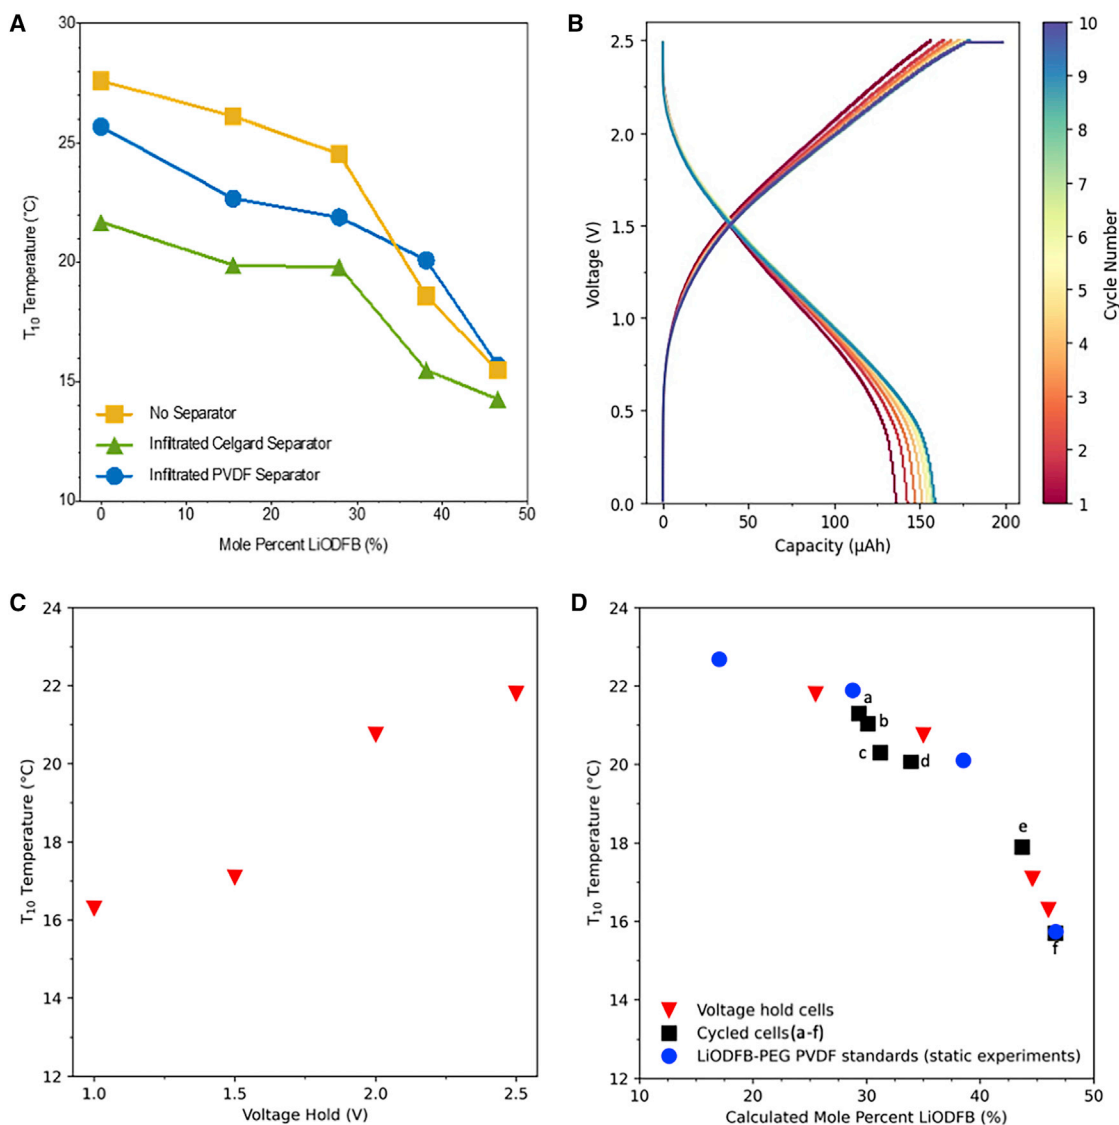 A
30
25
20
15
10
T10 Temperature (°C)
No Separator
Infiltrated Celgard Separator
Infiltrated PVDF Separator
0
10
20
30
40
50
Mole Percent LiODFB (%)
B
2.5
2.0
1.5
1.0
0.5
0.0
Voltage (V)
0
50
100
150
200
Capacity (μAh)
10
9
8
7
6
5
4
3
2
1
Cycle Number
C
24
22
20
18
16
14
12
T10 Temperature (°C)
1.0
1.5
2.0
2.5
Voltage Hold (V)
D
24
22
20
18
16
14
12
T10 Temperature (°C)
a
b
c
d
e
f
Voltage hold cells
Cycled cells(a-f)
LiODFB-PEG PVDF standards (static experiments)
10
20
30
40
50
Calculated Mole Percent LiODFB (%)